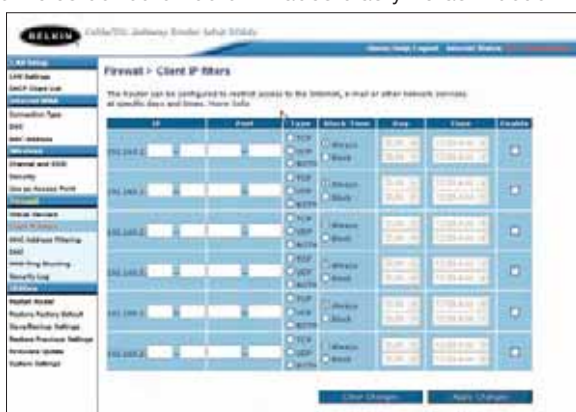 BELKIN
Cable/DSL Gateway Router Setup Utility
Home | Help | Logout Internet Status:
LAN Setup
LAN Settings
DHCP Client List
Internet WAN
Connection Type
DNS
MAC Address
Wireless
Channel and SSID
Security
Use as Access Point
Firewall
Virtual Servers
Client IP Filters
MAC Address Filtering
DMZ
WAN Ping Blocking
Security Log
Utilities
Restart Router
Restore Factory Default
Save/Backup Settings
Restore Previous Settings
Firmware Update
System Settings
Firewall > Client IP filters
The Router can be configured to restrict access to the Internet, e-mail or other network services
at specific days and times. More Info
IP Port Type Block Time Day Time Enable
192.168.2. TCP UDP BOTH Always Block
192.168.2. TCP UDP BOTH Always Block
192.168.2. TCP UDP BOTH Always Block
192.168.2. TCP UDP BOTH Always Block
192.168.2. TCP UDP BOTH Always Block
192.168.2. TCP UDP BOTH Always Block
Clear Changes Apply Changes